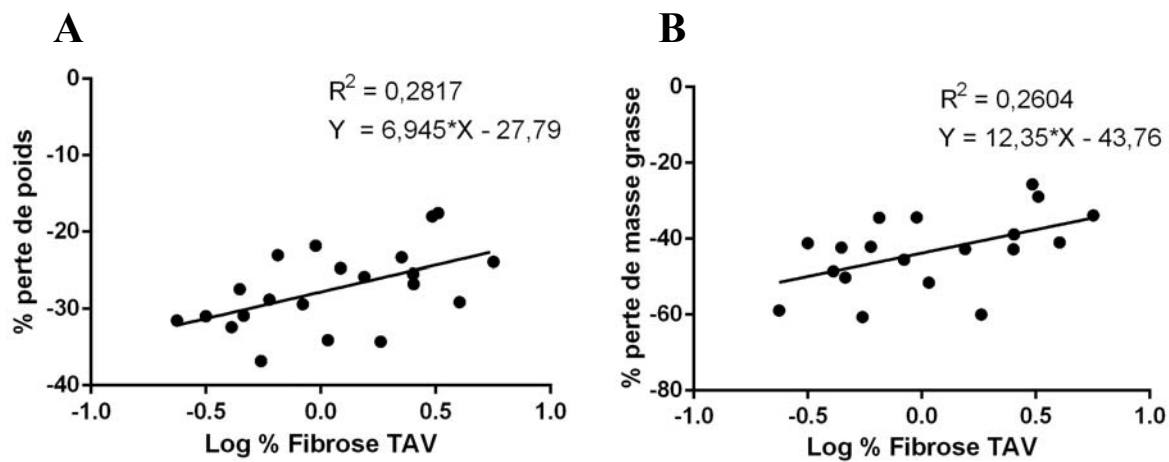 A
R² = 0,2817
Y = 6,945*X - 27,79
% perte de poids
0
-10
-20
-30
-40
-1.0 -0.5 0.0 0.5 1.0
Log % Fibrose TAV
B
R² = 0,2604
Y = 12,35*X - 43,76
% perte de masse grasse
0
-20
-40
-60
-80
-1.0 -0.5 0.0 0.5 1.0
Log % Fibrose TAV